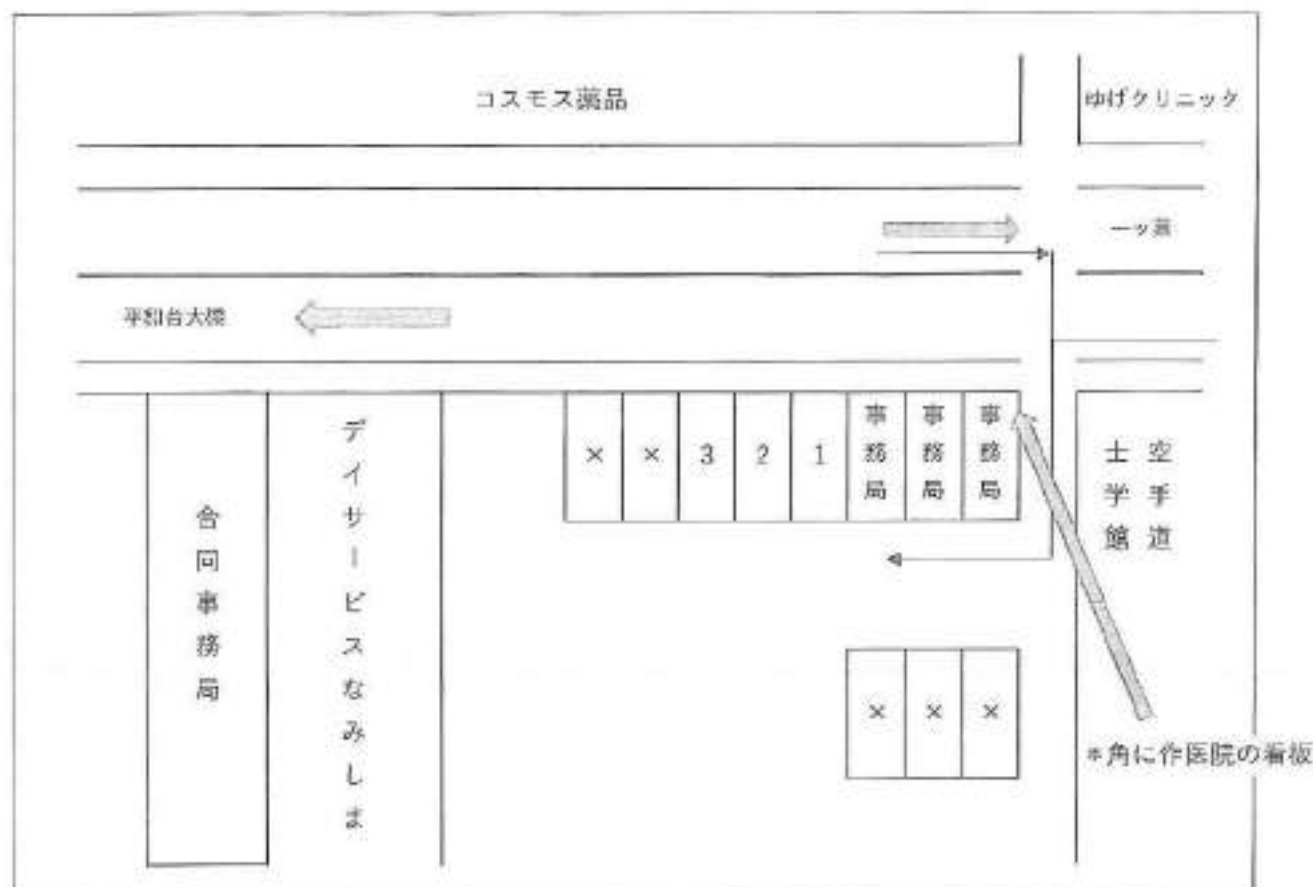 コスモス薬品
ゆげクリニック
一ッ瀬
平和台大橋
合同事務局
デイサービスなみしま
×
×
3
2
1
事務局
事務局
事務局
空手道
士学館
×
×
×
*角に作医院の看板